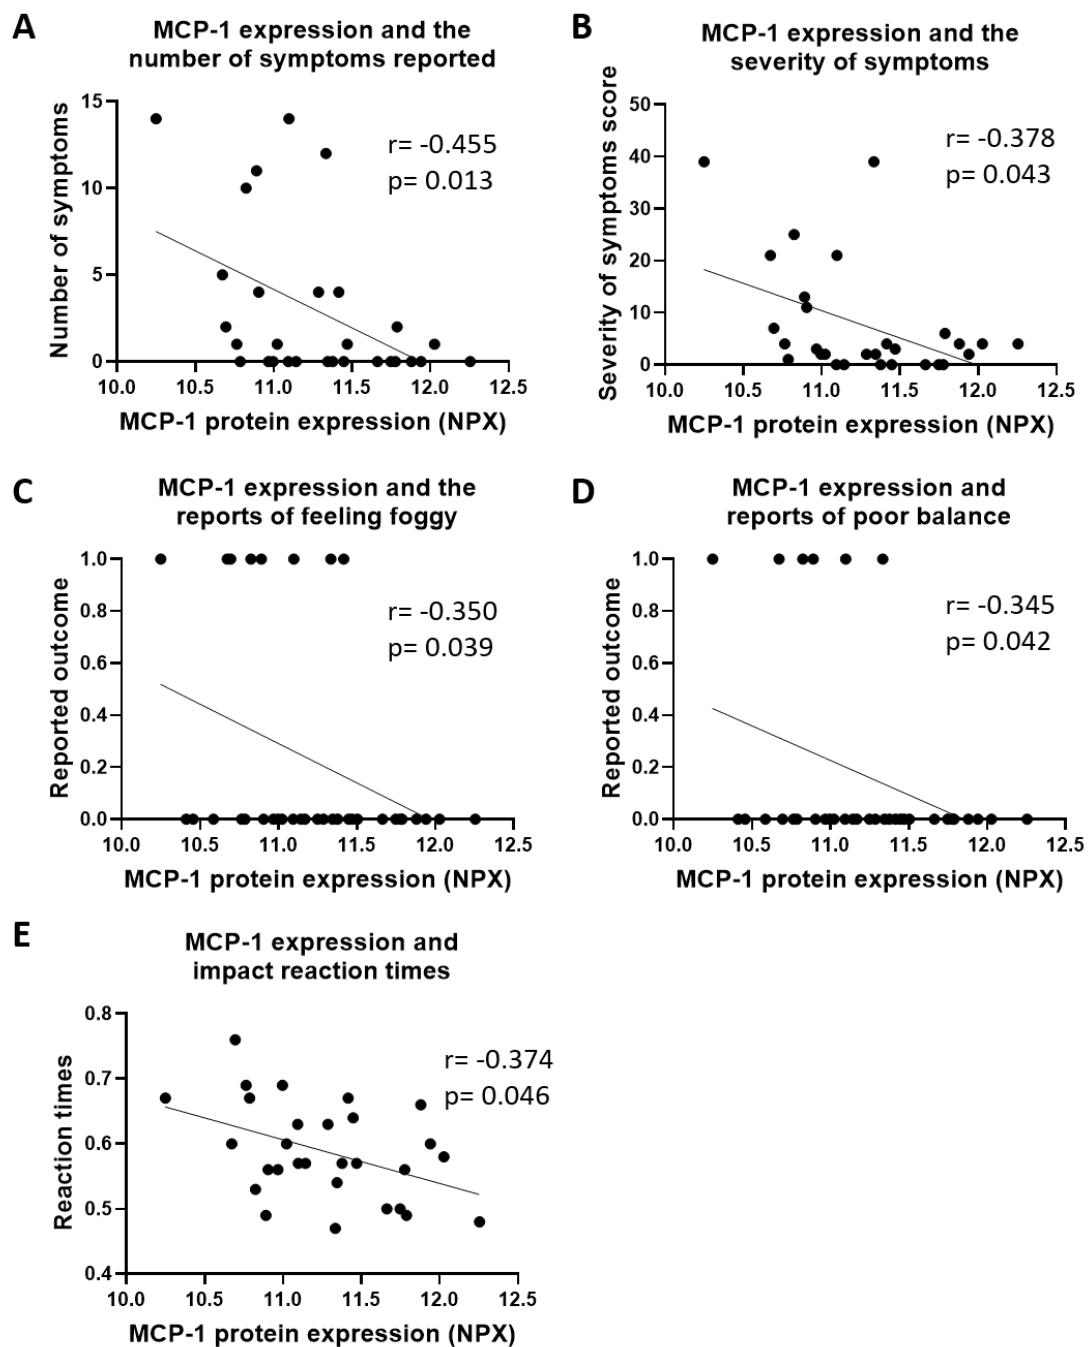 A
MCP-1 expression and the
number of symptoms reported
Number of symptoms
15
10
5
0
r= -0.455
p= 0.013
10.0 10.5 11.0 11.5 12.0 12.5
MCP-1 protein expression (NPX)
B
MCP-1 expression and the
severity of symptoms
Severity of symptoms score
50
40
30
20
10
0
r= -0.378
p= 0.043
10.0 10.5 11.0 11.5 12.0 12.5
MCP-1 protein expression (NPX)
C
MCP-1 expression and the
reports of feeling foggy
Reported outcome
1.0
0.8
0.6
0.4
0.2
0.0
r= -0.350
p= 0.039
10.0 10.5 11.0 11.5 12.0 12.5
MCP-1 protein expression (NPX)
D
MCP-1 expression and
reports of poor balance
Reported outcome
1.0
0.8
0.6
0.4
0.2
0.0
r= -0.345
p= 0.042
10.0 10.5 11.0 11.5 12.0 12.5
MCP-1 protein expression (NPX)
E
MCP-1 expression and
impact reaction times
Reaction times
0.8
0.7
0.6
0.5
0.4
r= -0.374
p= 0.046
10.0 10.5 11.0 11.5 12.0 12.5
MCP-1 protein expression (NPX)